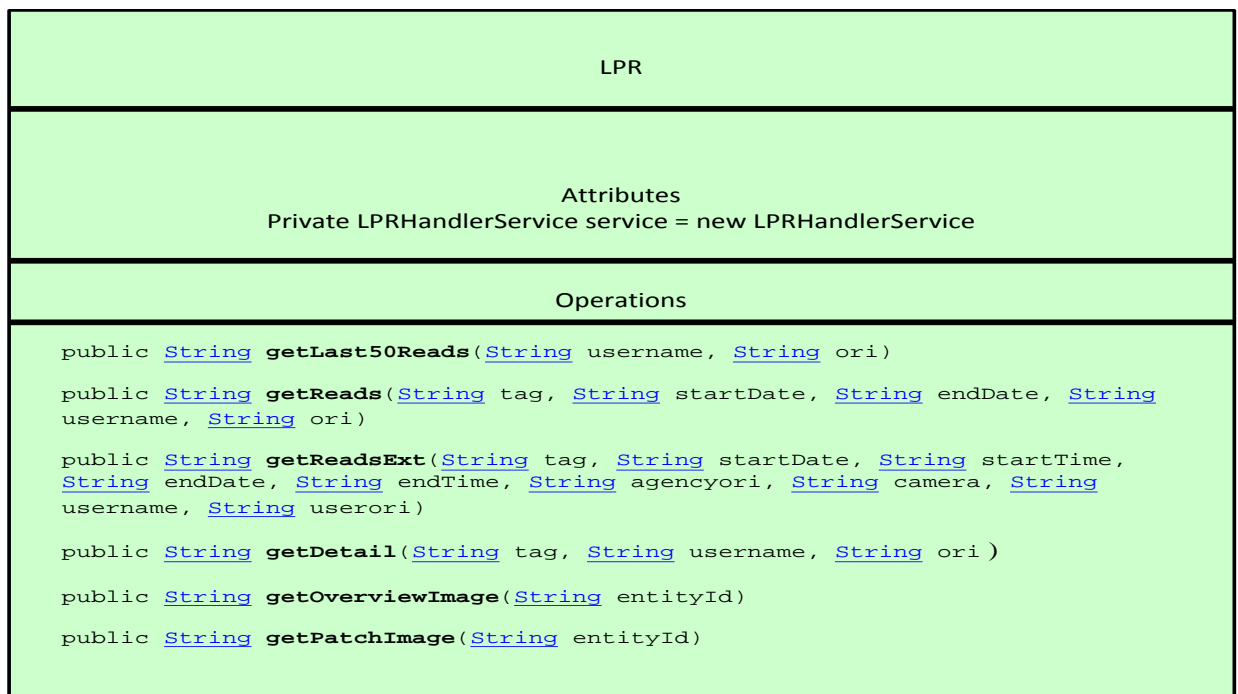 LPR
Attributes
Private LPRHandlerService service = new LPRHandlerService
Operations
public String getLast50Reads(String username, String ori)
public String getReads(String tag, String startDate, String endDate, String
username, String ori)
public String getReadsExt(String tag, String startDate, String startTime,
String endDate, String endTime, String agencyori, String camera, String
username, String userori)
public String getDetail(String tag, String username, String ori )
public String getOverviewImage(String entityId)
public String getPatchImage(String entityId)